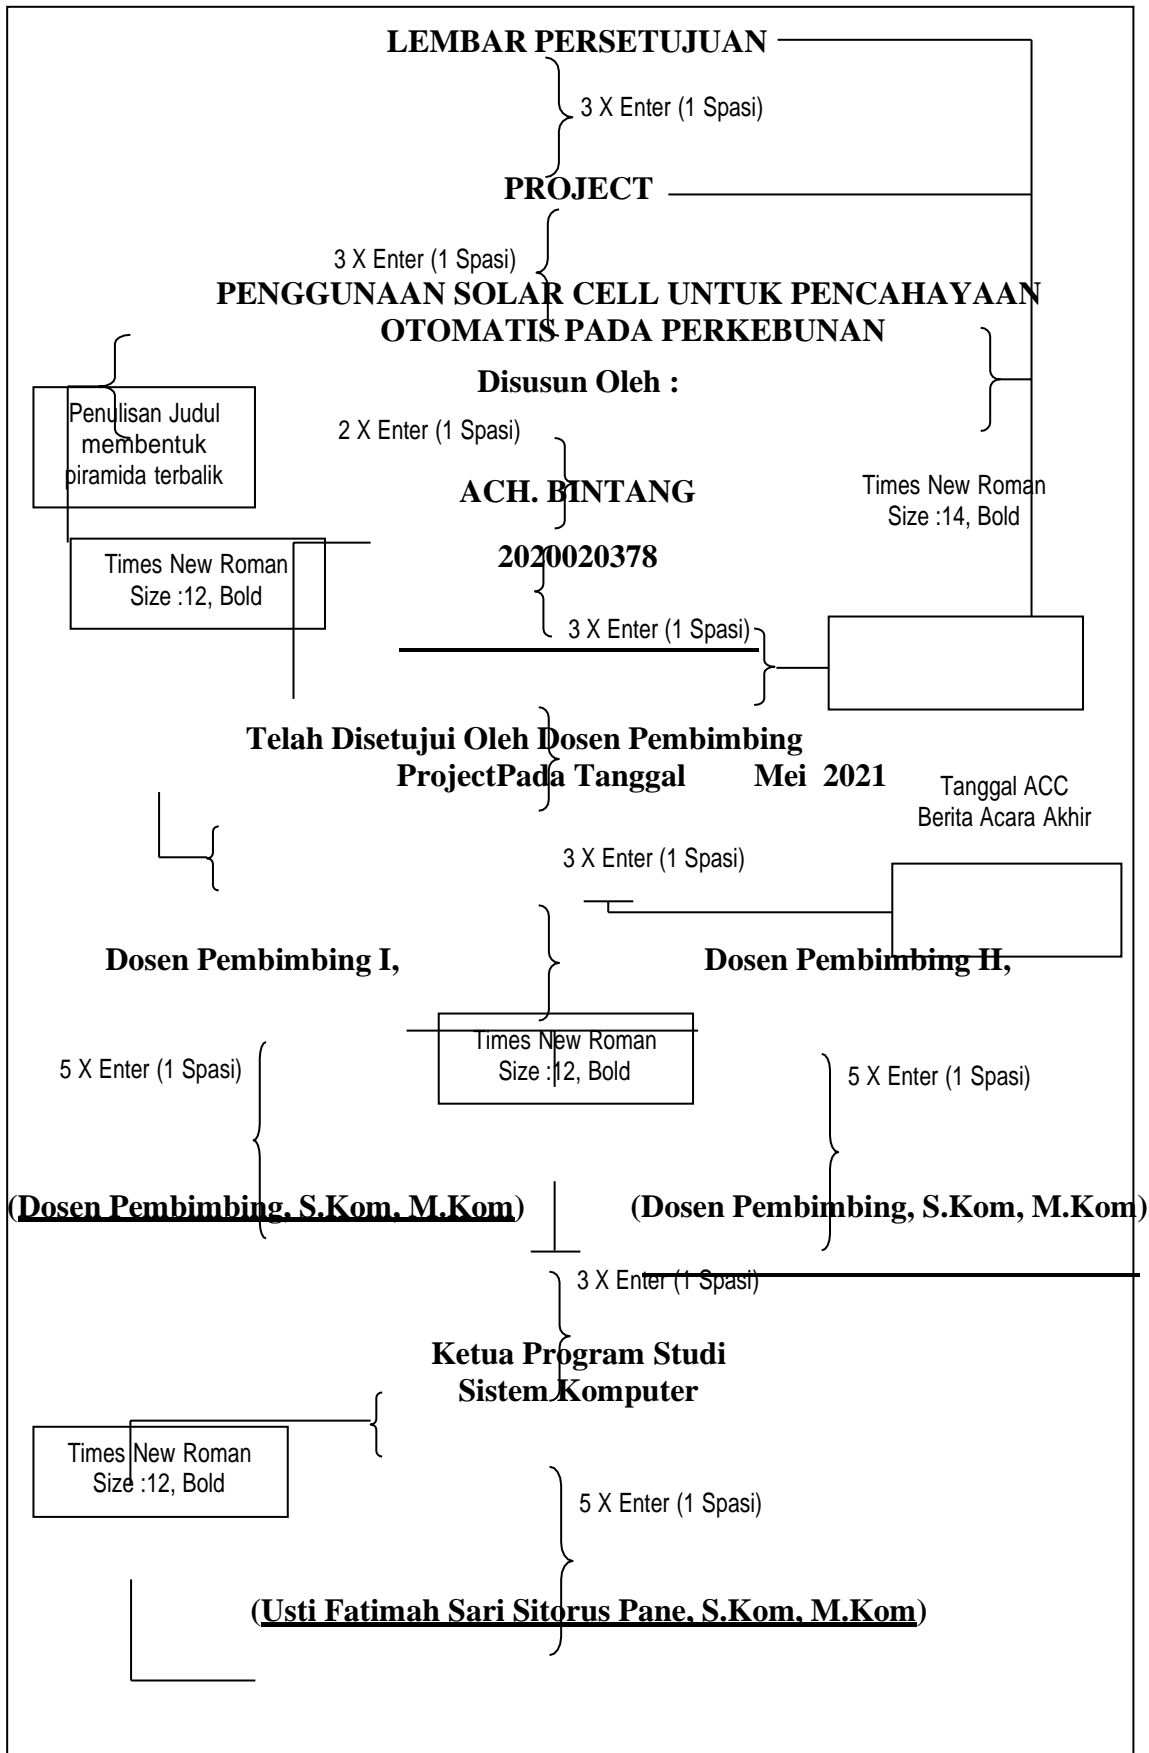 LEMBAR PERSETUJUAN
3 X Enter (1 Spasi)
PROJECT
3 X Enter (1 Spasi)
PENGGUNAAN SOLAR CELL UNTUK PENCAHAYAAN
OTOMATIS PADA PERKEBUNAN
Disusun Oleh :
Penulisan Judul
membentuk
piramida terbalik
2 X Enter (1 Spasi)
ACH. BINTANG
Times New Roman
Size :14, Bold
2020020378
Times New Roman
Size :12, Bold
3 X Enter (1 Spasi)
Telah Disetujui Oleh Dosen Pembimbing
ProjectPada Tanggal Mei 2021
Tanggal ACC
Berita Acara Akhir
3 X Enter (1 Spasi)
Dosen Pembimbing I, Dosen Pembimbing II,
Times New Roman
Size :12, Bold
5 X Enter (1 Spasi)
5 X Enter (1 Spasi)
(Dosen Pembimbing, S.Kom, M.Kom) (Dosen Pembimbing, S.Kom, M.Kom)
3 X Enter (1 Spasi)
Ketua Program Studi
Sistem Komputer
Times New Roman
Size :12, Bold
5 X Enter (1 Spasi)
(Usti Fatimah Sari Sitorus Pane, S.Kom, M.Kom)